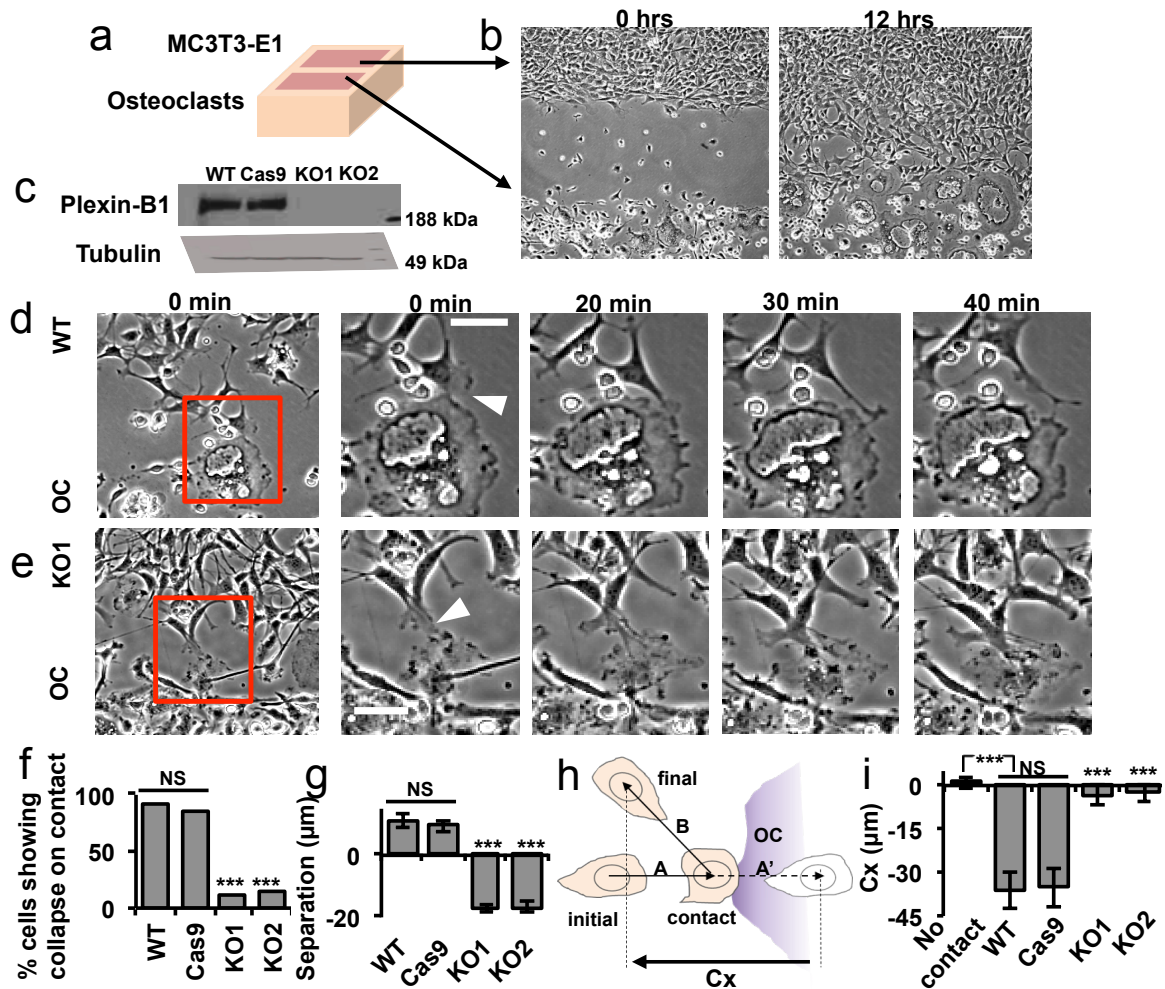 a
MC3T3-E1
Osteoclasts
b
0 hrs
12 hrs
c
WT Cas9 KO1 KO2
Plexin-B1
188 kDa
Tubulin
49 kDa
0 min
0 min
20 min
30 min
40 min
d
WT
OC
e
KO1
OC
f
% cells showing
collapse on contact
100
50
0
NS
*** ***
WT
Cas9
KO1
KO2
g
Separation (µm)
0
-20
NS
*** ***
WT
Cas9
KO1
KO2
h
final
B
OC
A
A'
initial
contact
Cx
i
Cx (µm)
0
-15
-30
-45
***
NS
*** ***
No
contact
WT
Cas9
KO1
KO2